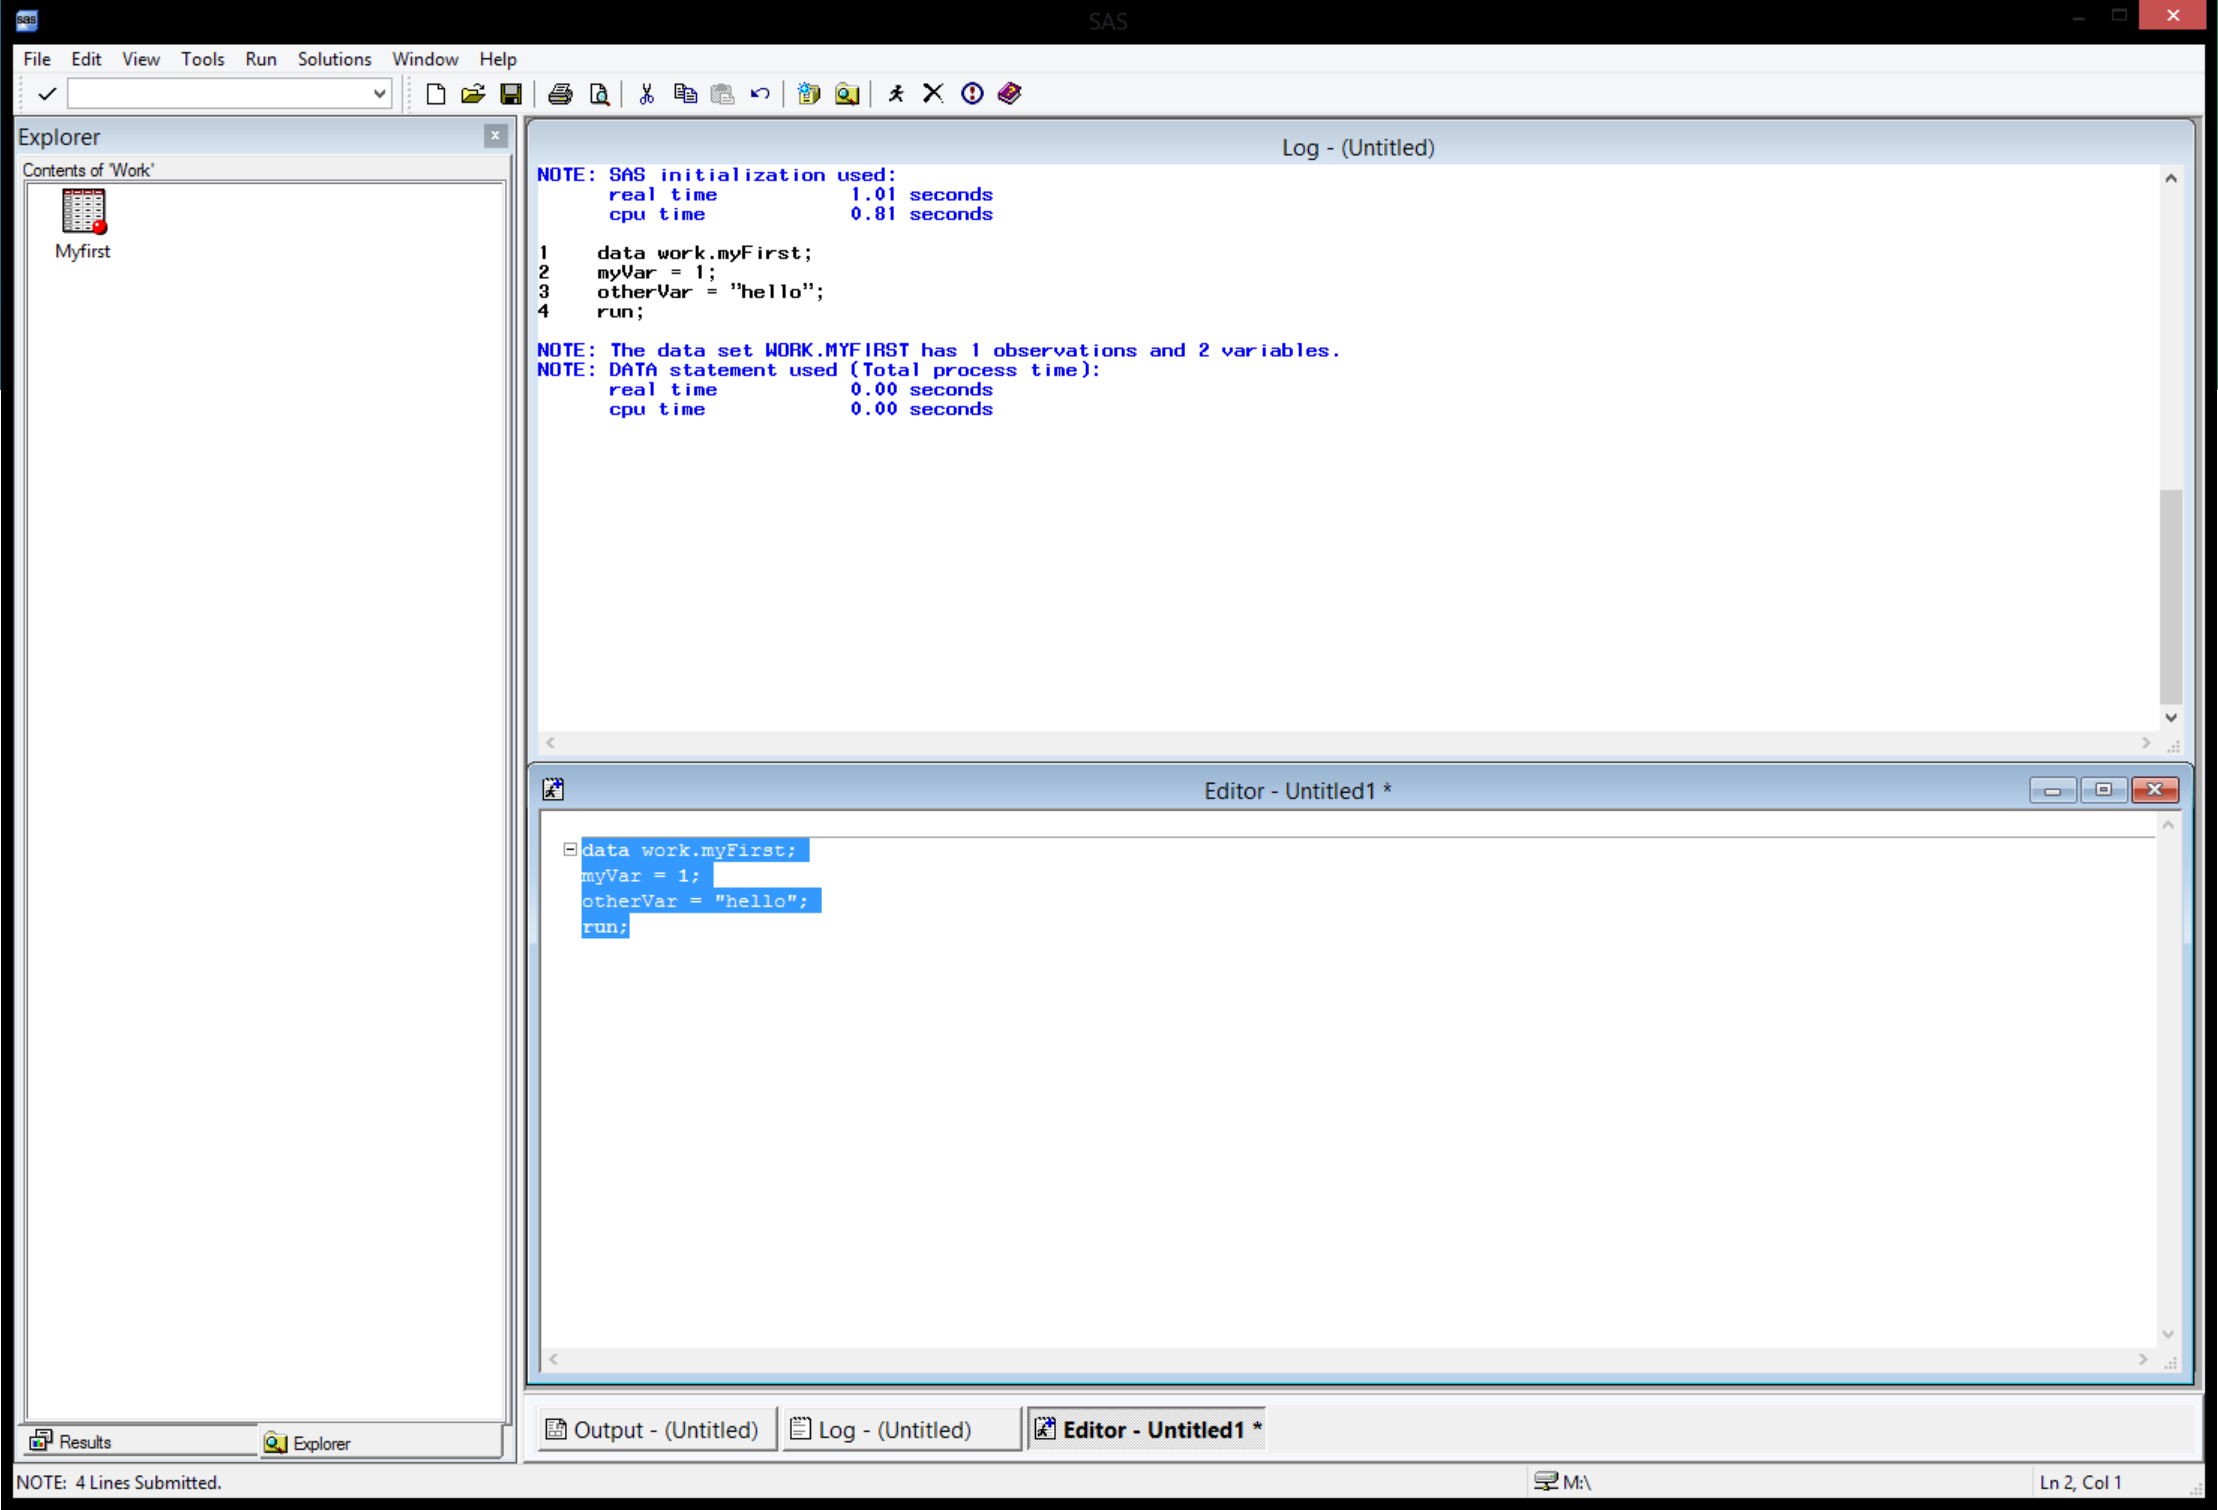 sas
SAS
File Edit View Tools Run Solutions Window Help
Explorer
Contents of 'Work'
Myfirst
Log - (Untitled)
NOTE: SAS initialization used:
real time 1.01 seconds
cpu time 0.81 seconds
1 data work.myFirst;
2 myVar = 1;
3 otherVar = "hello";
4 run;
NOTE: The data set WORK.MYFIRST has 1 observations and 2 variables.
NOTE: DATA statement used (Total process time):
real time 0.00 seconds
cpu time 0.00 seconds
Editor - Untitled1 *
data work.myFirst;
myVar = 1;
otherVar = "hello";
run;
Results Explorer
Output - (Untitled) Log - (Untitled) Editor - Untitled1 *
NOTE: 4 Lines Submitted. M:\ Ln 2, Col 1